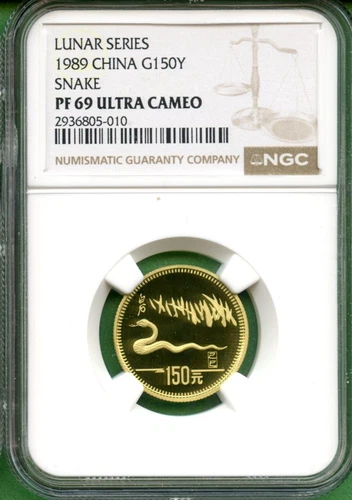 LUNAR SERIES
1989 CHINA G150Y
SNAKE
PF 69 ULTRA CAMEO
2936805-010
NUMISMATIC GUARANTY COMPANY
NGC
150元